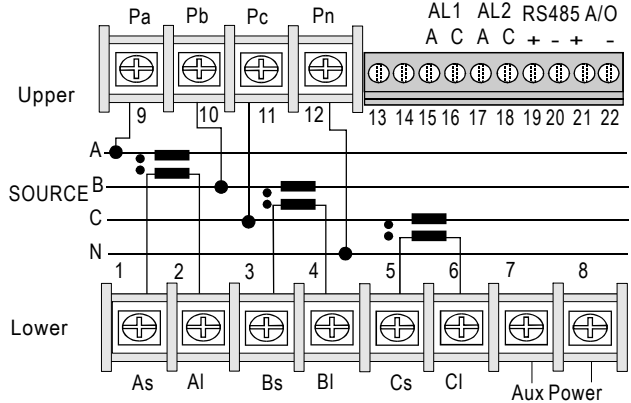 Pa Pb Pc Pn AL1 AL2 RS485 A/O
A C A C + - + -
Upper
9 10 11 12 13 14 15 16 17 18 19 20 21 22
A
SOURCE B
C
N
1 2 3 4 5 6 7 8
Lower
As Al Bs Bl Cs Cl Aux Power